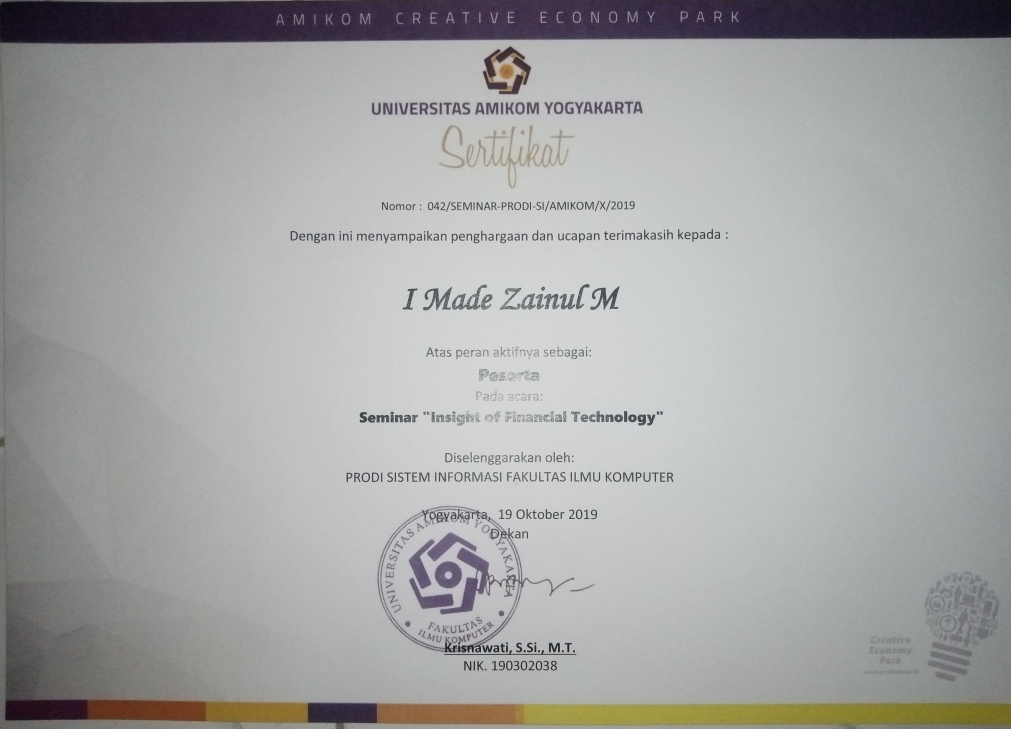 AMIKOM CREATIVE ECONOMY PARK
UNIVERSITAS AMIKOM YOGYAKARTA
Sertifikat
Nomor : 042/SEMINAR-PRODI-SI/AMIKOM/X/2019
Dengan ini menyampaikan penghargaan dan ucapan terimakasih kepada :
I Made Zainul M
Atas peran aktifnya sebagai:
Peserta
Pada acara:
Seminar "Insight of Financial Technology"
Diselenggarakan oleh:
PRODI SISTEM INFORMASI FAKULTAS ILMU KOMPUTER
Yogyakarta, 19 Oktober 2019
Dekan
UNIVERSITAS AMIKOM YOGYAKARTA
FAKULTAS
ILMU KOMPUTER
Krisnawati, S.Si., M.T.
NIK. 190302038
Creative
Economy
Park